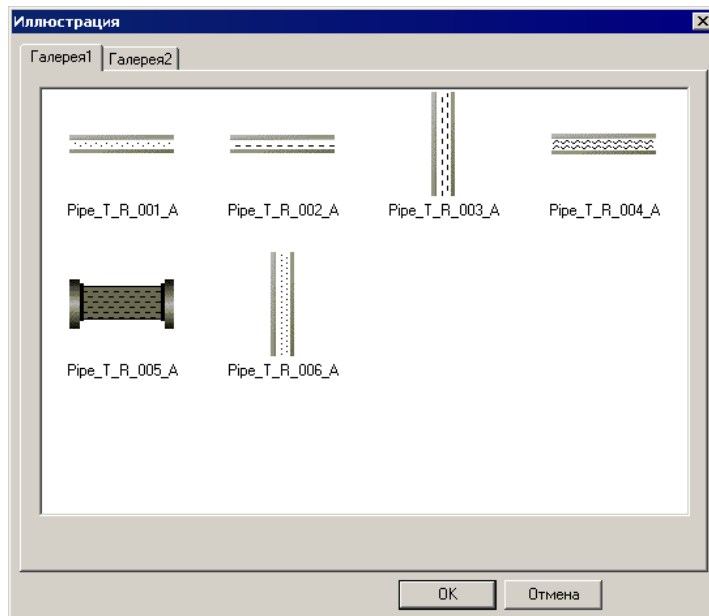 Иллюстрация
Галерея1 Галерея2
Pipe_T_R_001_A Pipe_T_R_002_A Pipe_T_R_003_A Pipe_T_R_004_A
Pipe_T_R_005_A Pipe_T_R_006_A
OK Отмена